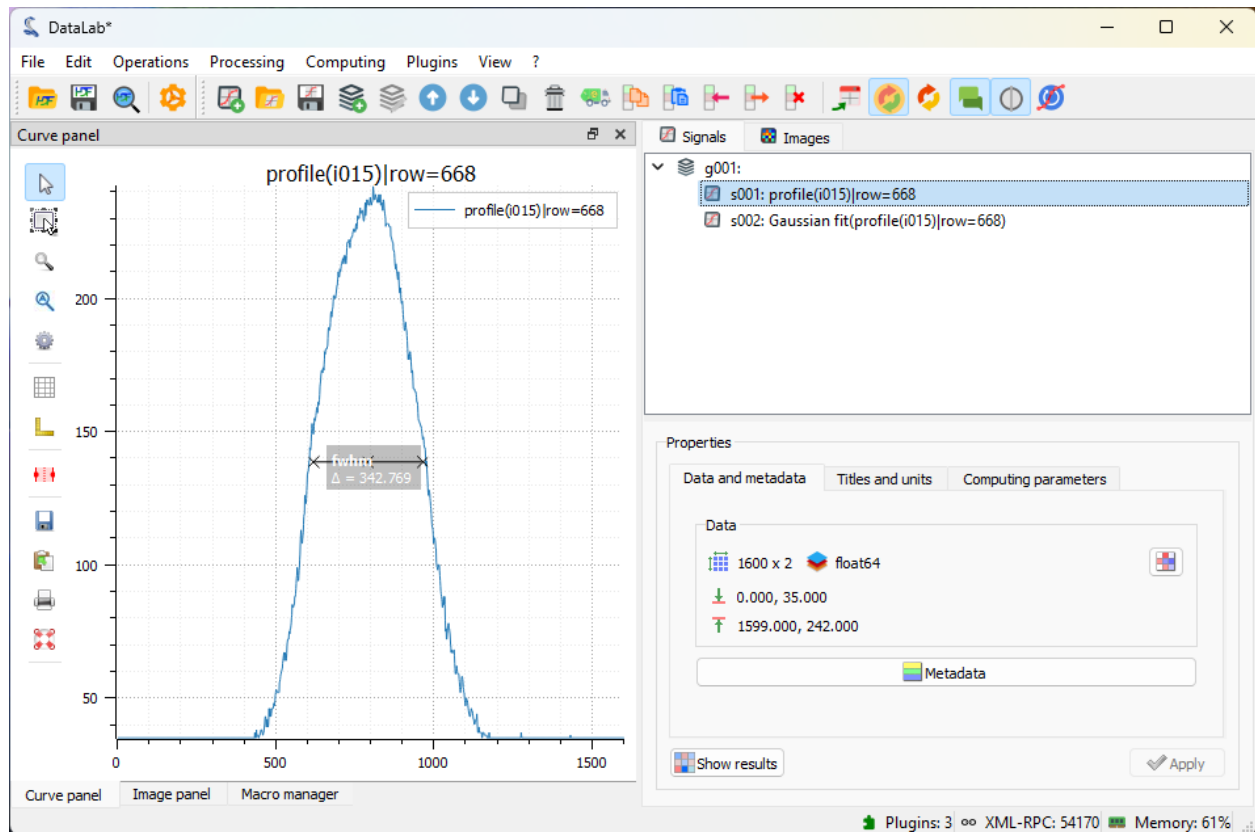 DataLab*
File Edit Operations Processing Computing Plugins View ?
Curve panel
profile(i015)|row=668
profile(i015)|row=668
200
150
100
50
fwhm
Δ = 342.769
0 500 1000 1500
Curve panel Image panel Macro manager
Signals Images
g001:
s001: profile(i015)|row=668
s002: Gaussian fit(profile(i015)|row=668)
Properties
Data and metadata Titles and units Computing parameters
Data
1600 x 2 float64
0.000, 35.000
1599.000, 242.000
Metadata
Show results Apply
Plugins: 3 XML-RPC: 54170 Memory: 61%